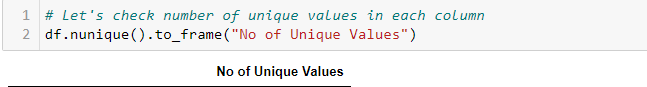 1 # Let's check number of unique values in each column
2 df.nunique().to_frame("No of Unique Values")
No of Unique Values